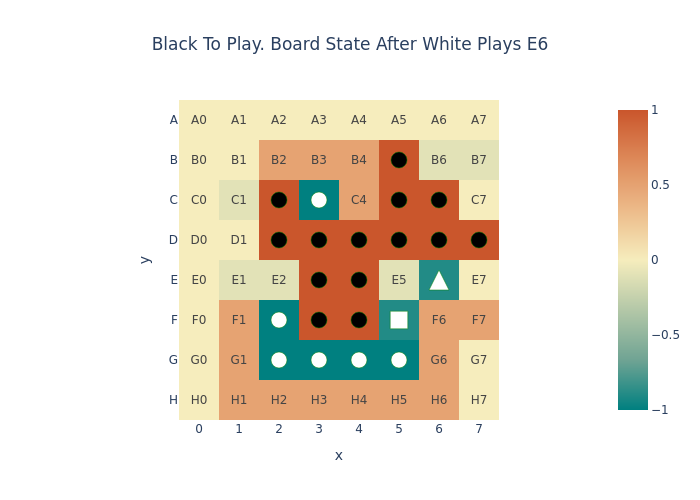 Black To Play. Board State After White Plays E6
A A0 A1 A2 A3 A4 A5 A6 A7
B B0 B1 B2 B3 B4 B6 B7
C C0 C1 C4 C7
D D0 D1
E E0 E1 E2 E5 E7
F F0 F1 F6 F7
G G0 G1 G6 G7
H H0 H1 H2 H3 H4 H5 H6 H7
0 1 2 3 4 5 6 7
x
y
1
0.5
0
−0.5
−1